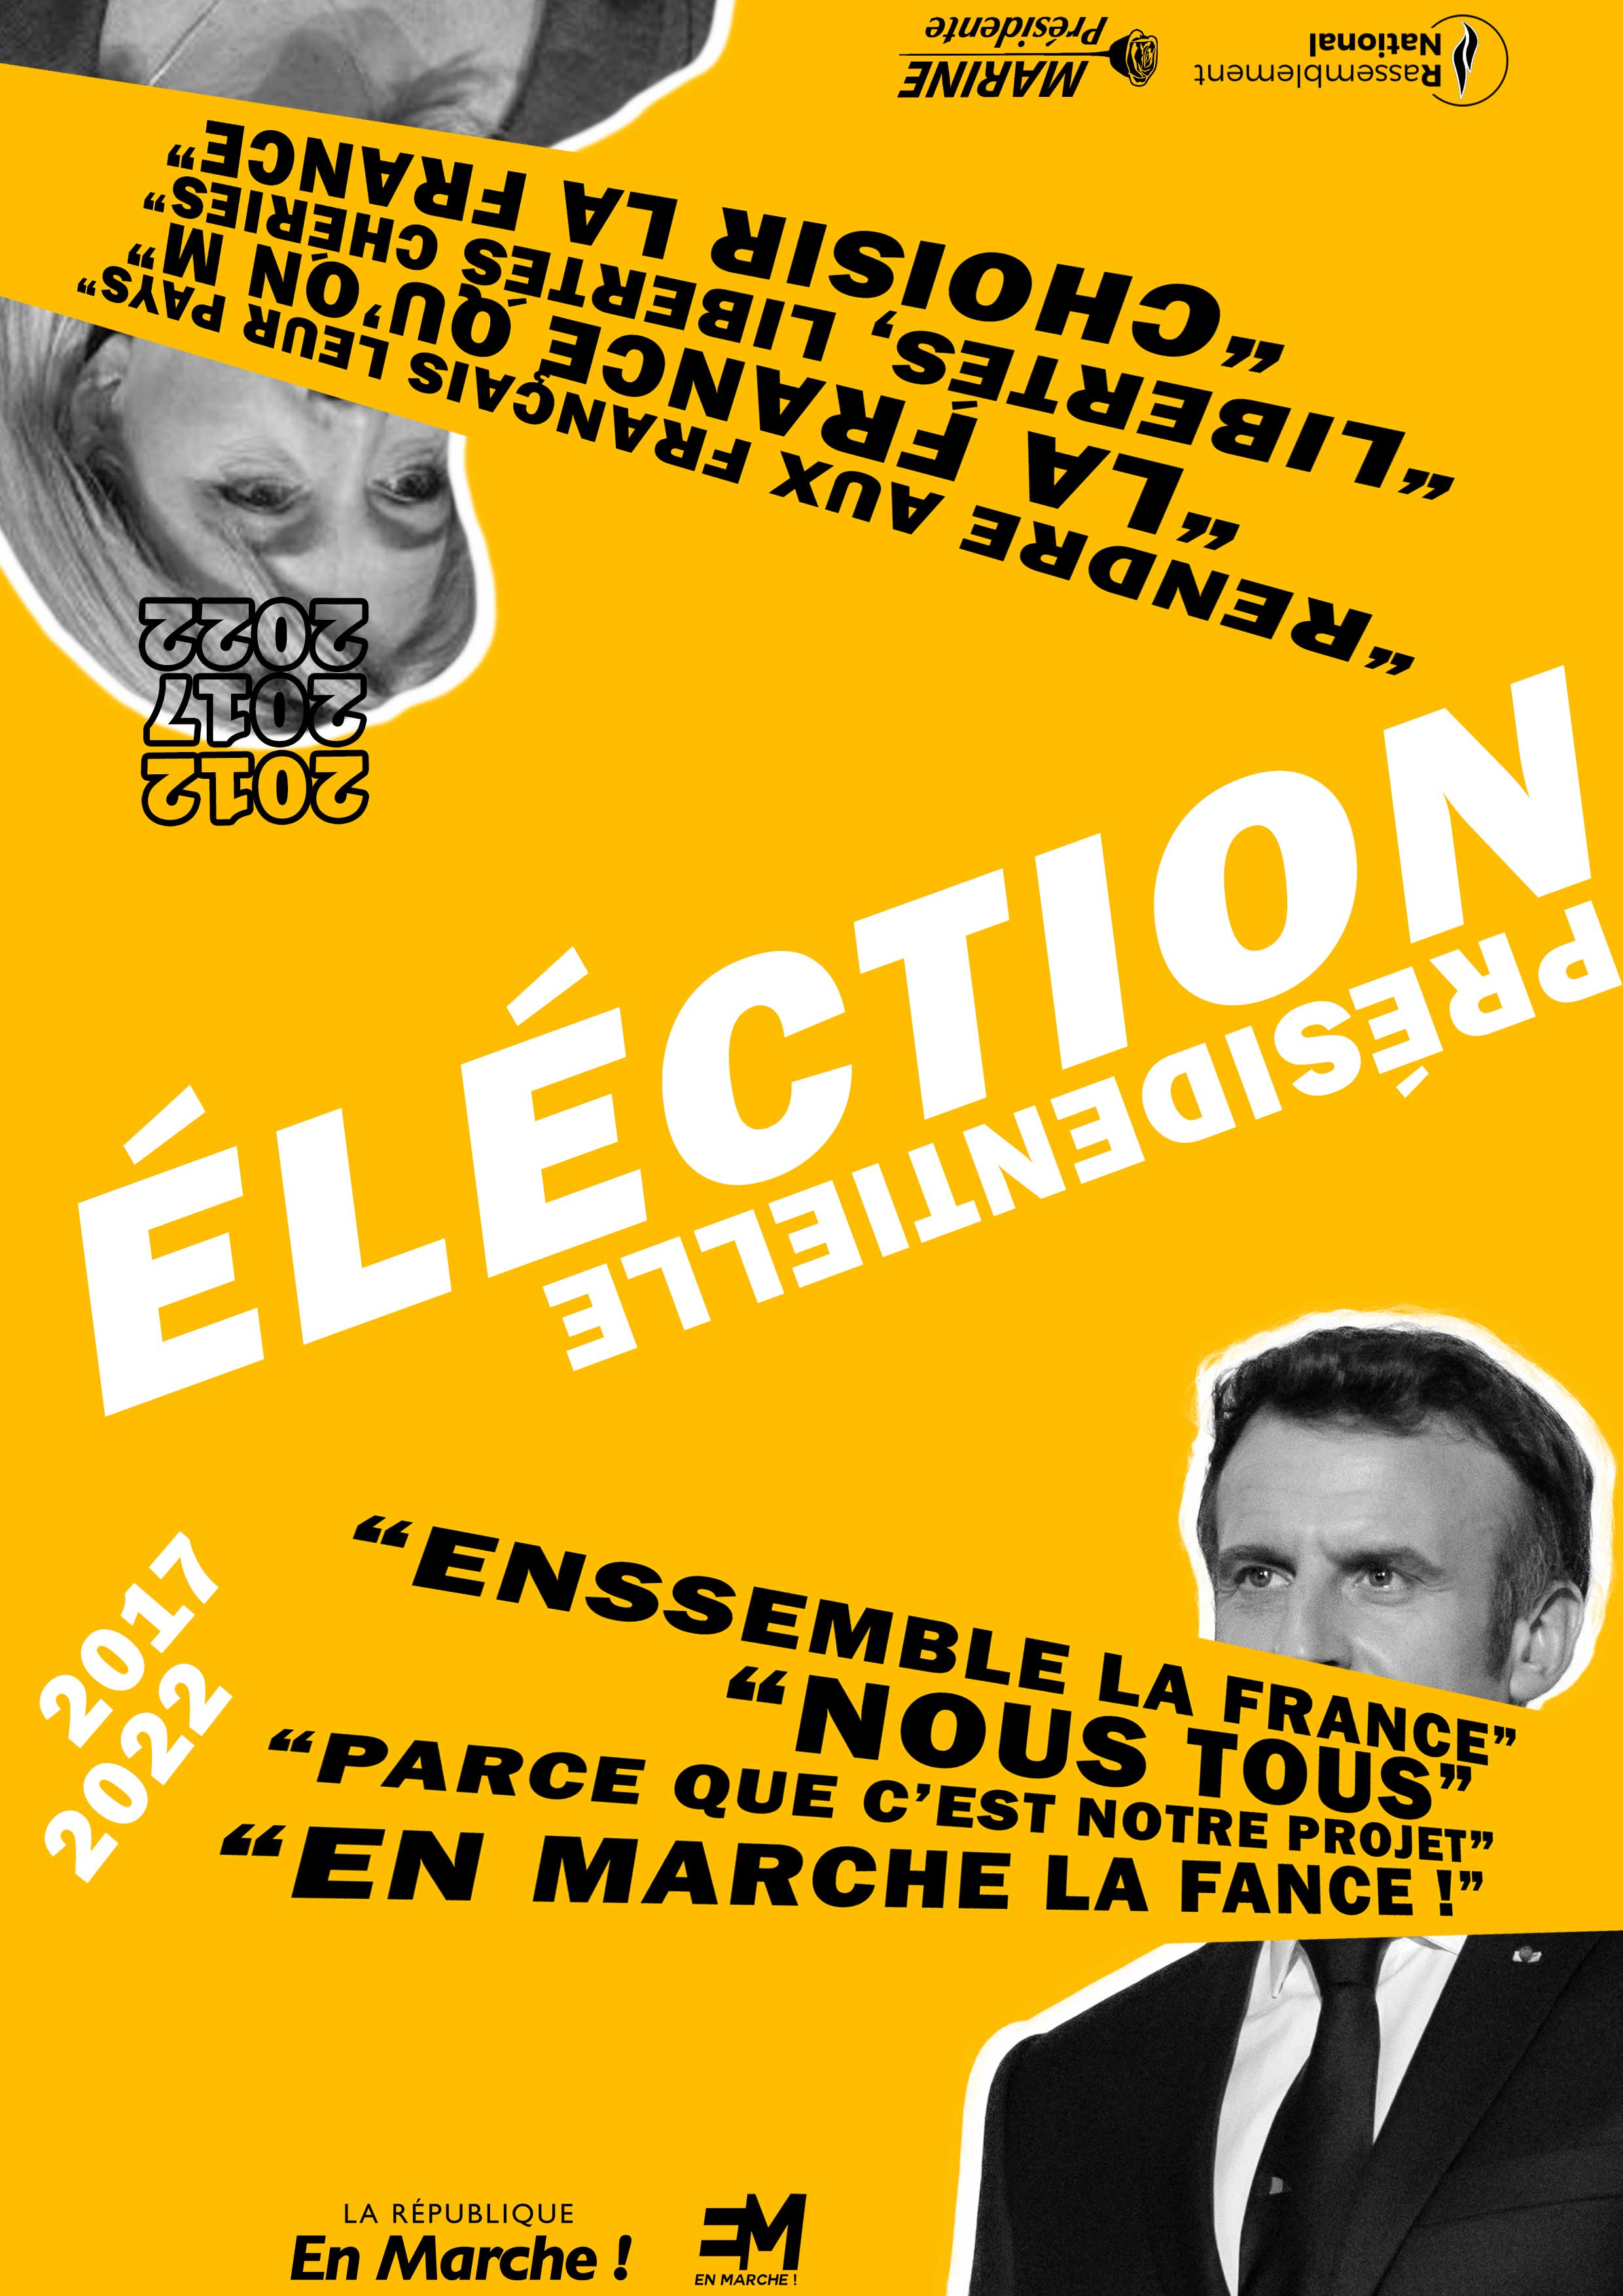 MARINE
Présidente
Rassemblement
National
“CHOISIR LA FRANCE”
“LIBERTÉS, LIBERTÉS CHÉRIES”
“LA FRANCE QU’ON M”
“RENDRE AUX FRANÇAIS LEUR PAYS”
2012
2017
2022
ÉLÉCTION
PRÉSIDENTIELLE
2017
2022
“ENSSEMBLE LA FRANCE”
“NOUS TOUS”
“PARCE QUE C’EST NOTRE PROJET”
“EN MARCHE LA FANCE !”
LA RÉPUBLIQUE
En Marche !
EM
EN MARCHE !